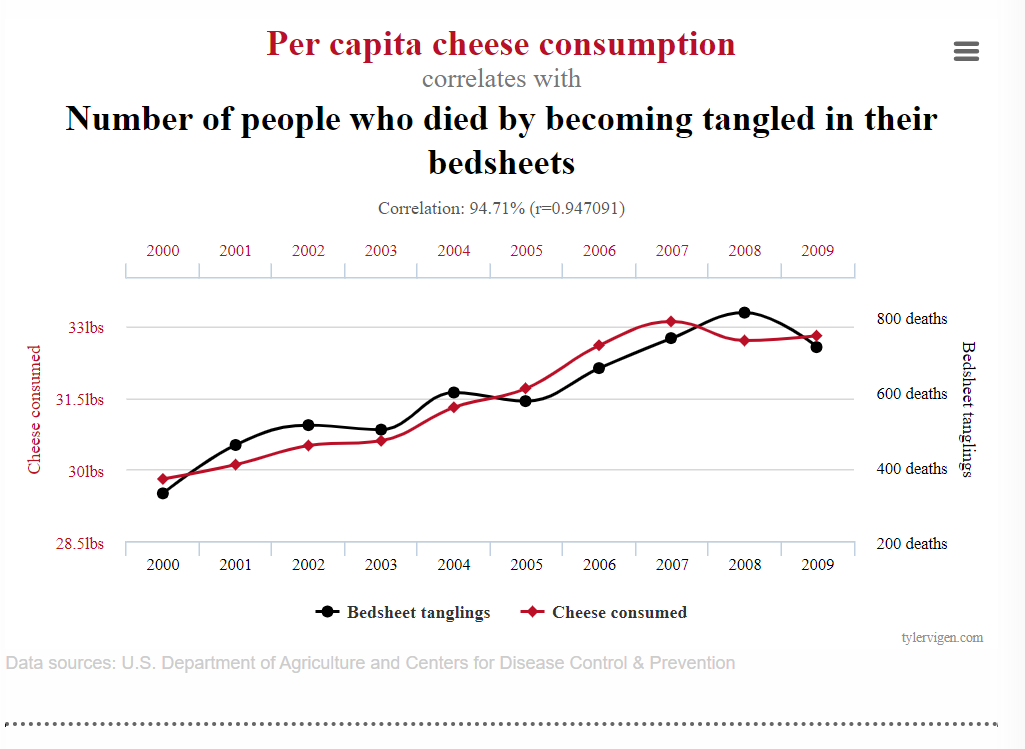 Per capita cheese consumption
correlates with
Number of people who died by becoming tangled in their
bedsheets
Correlation: 94.71% (r=0.947091)
2000 2001 2002 2003 2004 2005 2006 2007 2008 2009
Cheese consumed
33lbs
31.5lbs
30lbs
28.5lbs
800 deaths
600 deaths
400 deaths
200 deaths
Bedsheet tanglings
2000 2001 2002 2003 2004 2005 2006 2007 2008 2009
Bedsheet tanglings Cheese consumed
tylervigen.com
Data sources: U.S. Department of Agriculture and Centers for Disease Control & Prevention